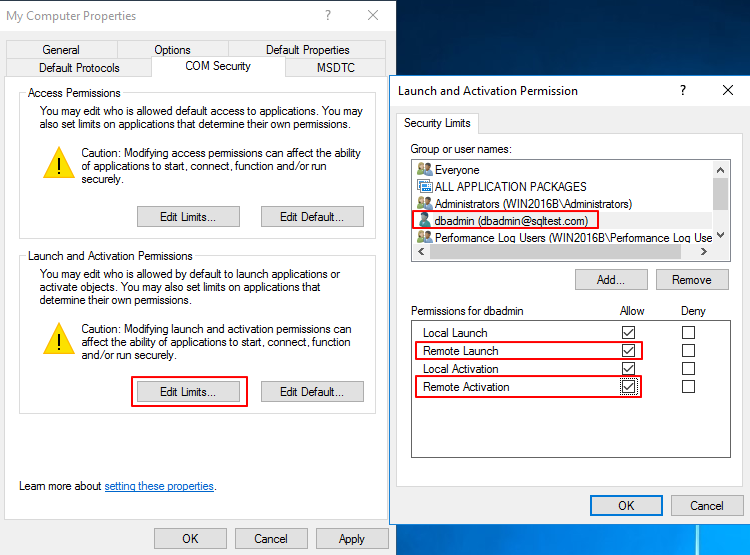 My Computer Properties
General
Options
Default Properties
Default Protocols
COM Security
MSDTC
Access Permissions
You may edit who is allowed default access to applications. You may
also set limits on applications that determine their own permissions.
Caution: Modifying access permissions can affect the ability
of applications to start, connect, function and/or run
securely.
Edit Limits...
Edit Default...
Launch and Activation Permissions
You may edit who is allowed by default to launch applications or
activate objects. You may also set limits on applications that
determine their own permissions.
Caution: Modifying launch and activation permissions can
affect the ability of applications to start, connect, function
and/or run securely.
Edit Limits...
Edit Default...
Learn more about setting these properties.
OK
Cancel
Apply
Launch and Activation Permission
?
Security Limits
Group or user names:
Everyone
ALL APPLICATION PACKAGES
Administrators (WIN2016B\Administrators)
dbadmin (dbadmin@sqltest.com)
Performance Log Users (WIN2016B\Performance Log Use
Add...
Remove
Permissions for dbadmin
Allow
Deny
Local Launch
Remote Launch
Local Activation
Remote Activation
OK
Cancel